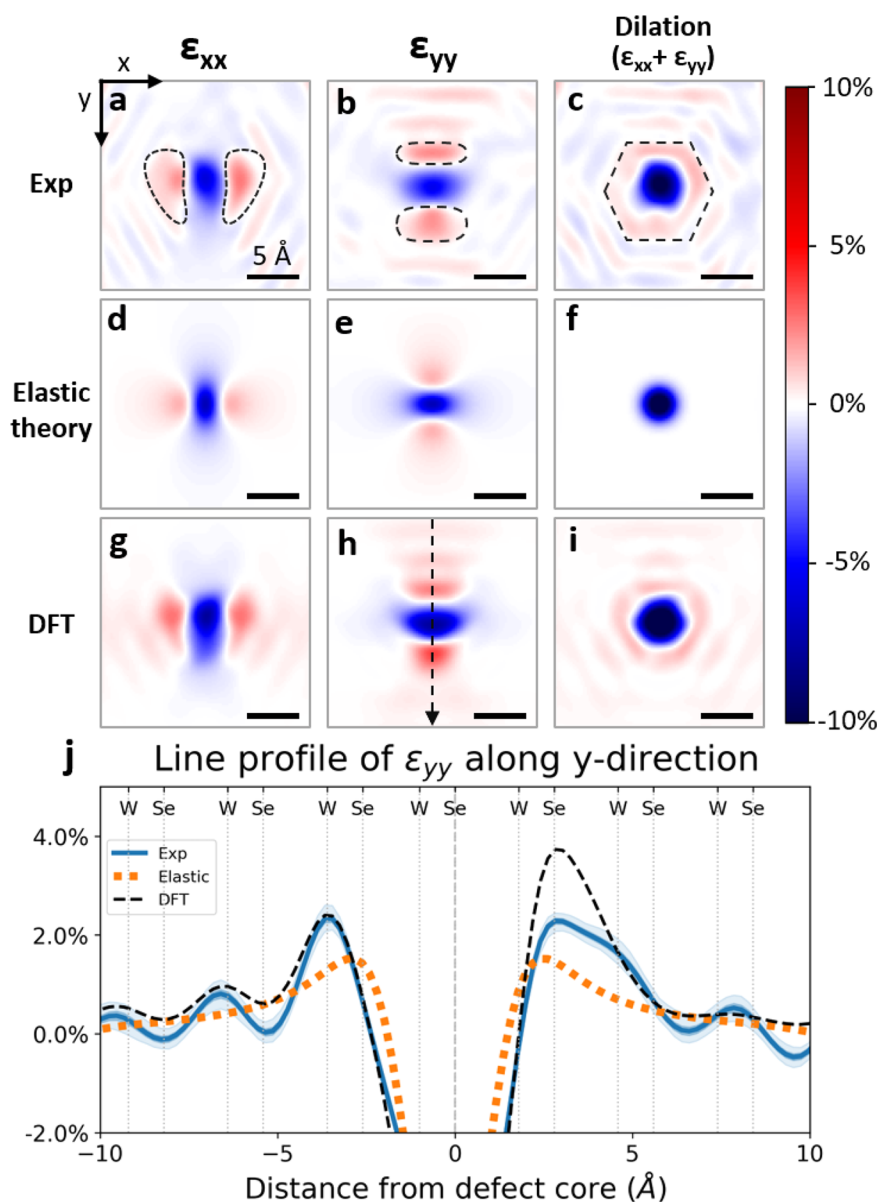 εxx
εyy
Dilation
(εxx+ εyy)
x
y
a
b
c
10%
Exp
5 Å
5%
d
e
f
Elastic
theory
0%
g
h
i
-5%
DFT
-10%
j
Line profile of εyy along y-direction
W Se W Se W Se W Se W Se W Se W Se
4.0%
Exp
Elastic
DFT
2.0%
0.0%
-2.0%
−10 −5 0 5 10
Distance from defect core (Å)